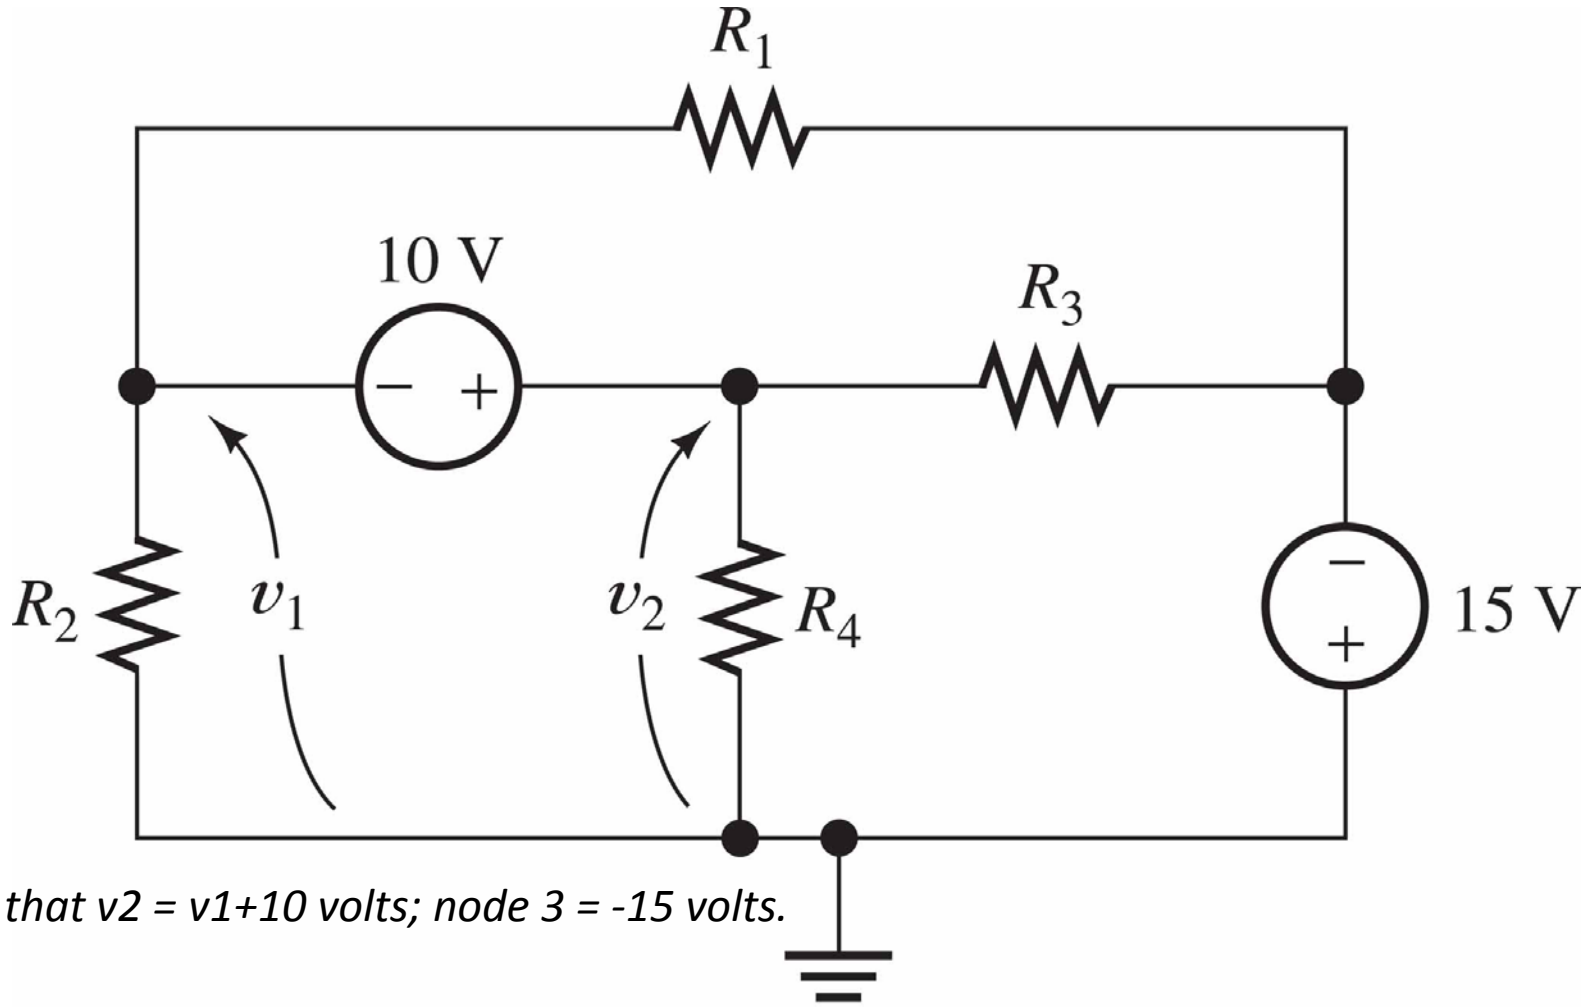 R1
10 V
R3
− +
R2
v1
v2
R4
−
+
15 V
that v2 = v1+10 volts; node 3 = -15 volts.